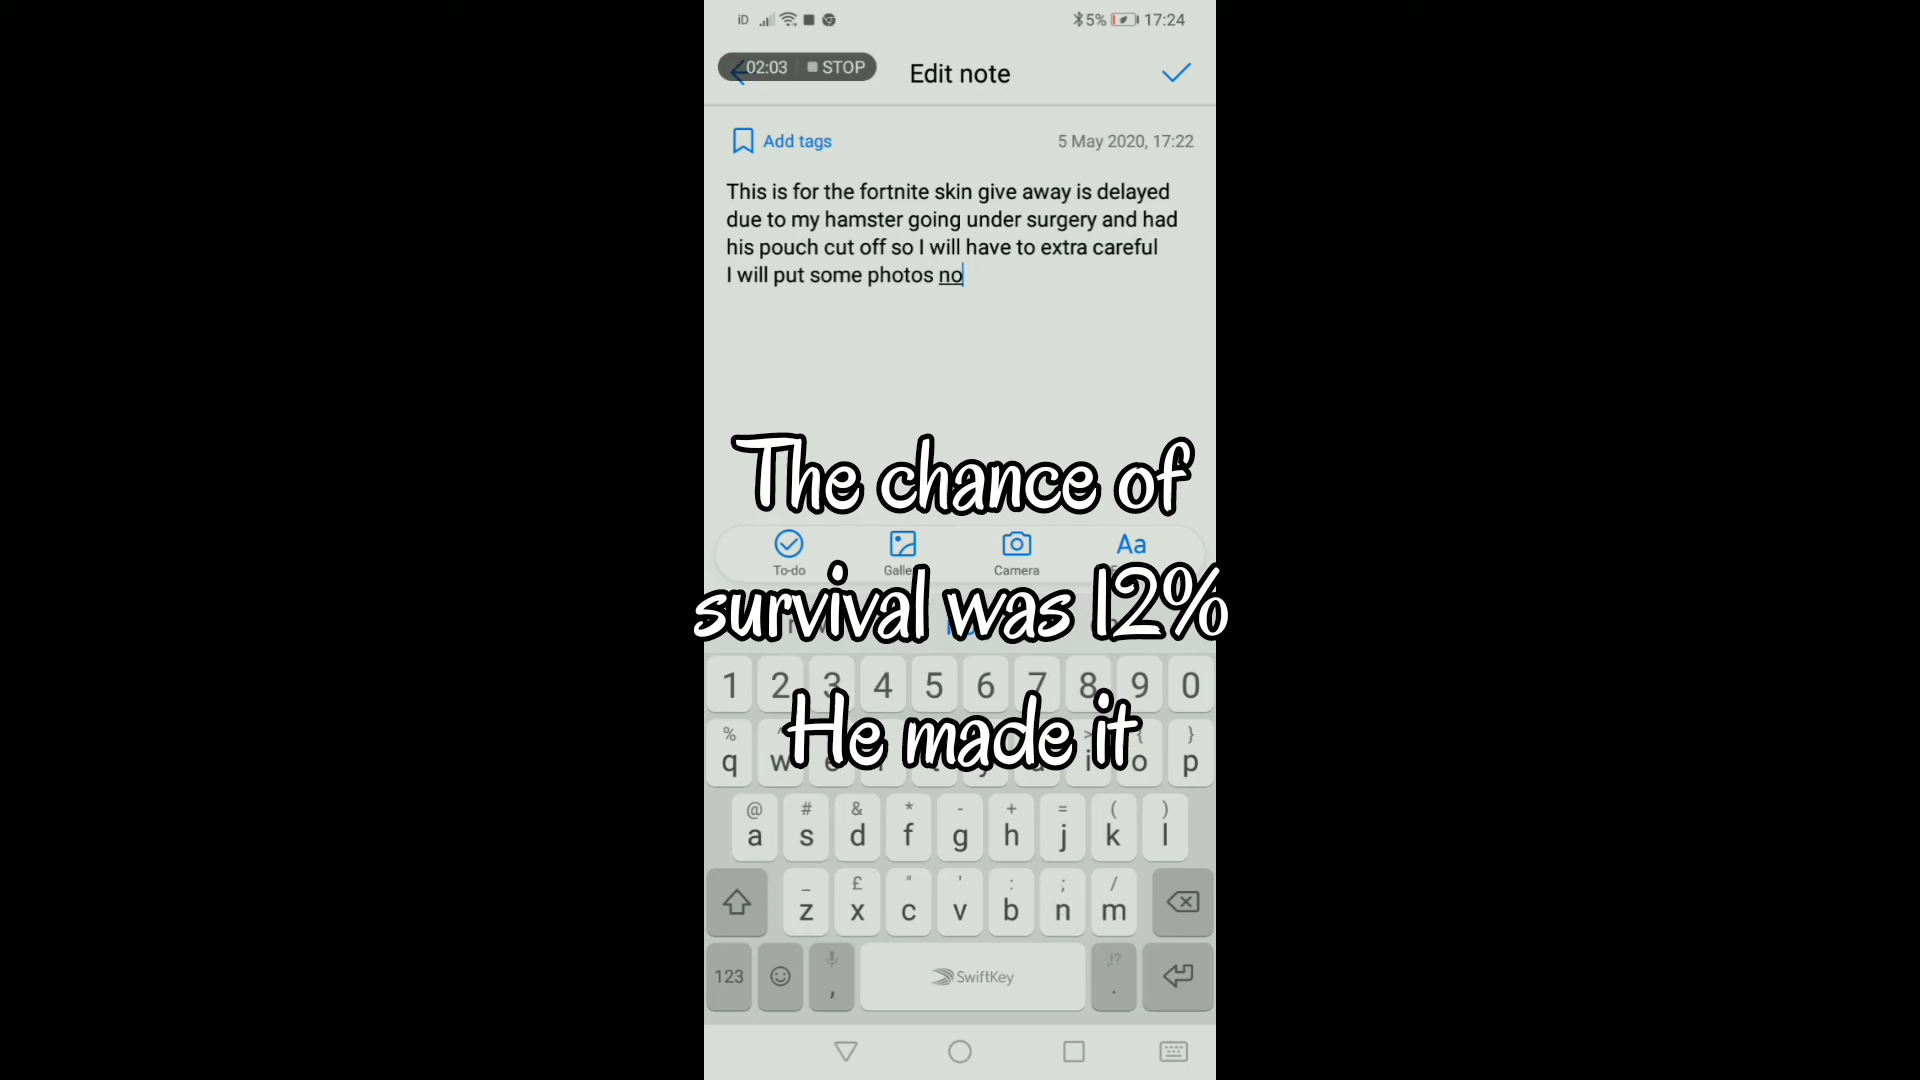 iD
5% 17:24
02:03 STOP
Edit note
Add tags
5 May 2020, 17:22
This is for the fortnite skin give away is delayed
due to my hamster going under surgery and had
his pouch cut off so I will have to extra careful
I will put some photos no
The chance of
To-do Camera Aa
survival was 12%
1 2 3 4 5 6 7 8 9 0
He made it
% { }
q w i o p
@ # & * - + = ( )
a s d f g h j k l
_ £ " ' : ; /
z x c v b n m
123 , SwiftKey ,!? .